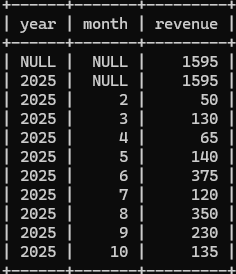 +------+-------+---------+
| year | month | revenue |
+------+-------+---------+
| NULL |  NULL |    1595 |
| 2025 |  NULL |    1595 |
| 2025 |     2 |      50 |
| 2025 |     3 |     130 |
| 2025 |     4 |      65 |
| 2025 |     5 |     140 |
| 2025 |     6 |     375 |
| 2025 |     7 |     120 |
| 2025 |     8 |     350 |
| 2025 |     9 |     230 |
| 2025 |    10 |     135 |
+------+-------+---------+